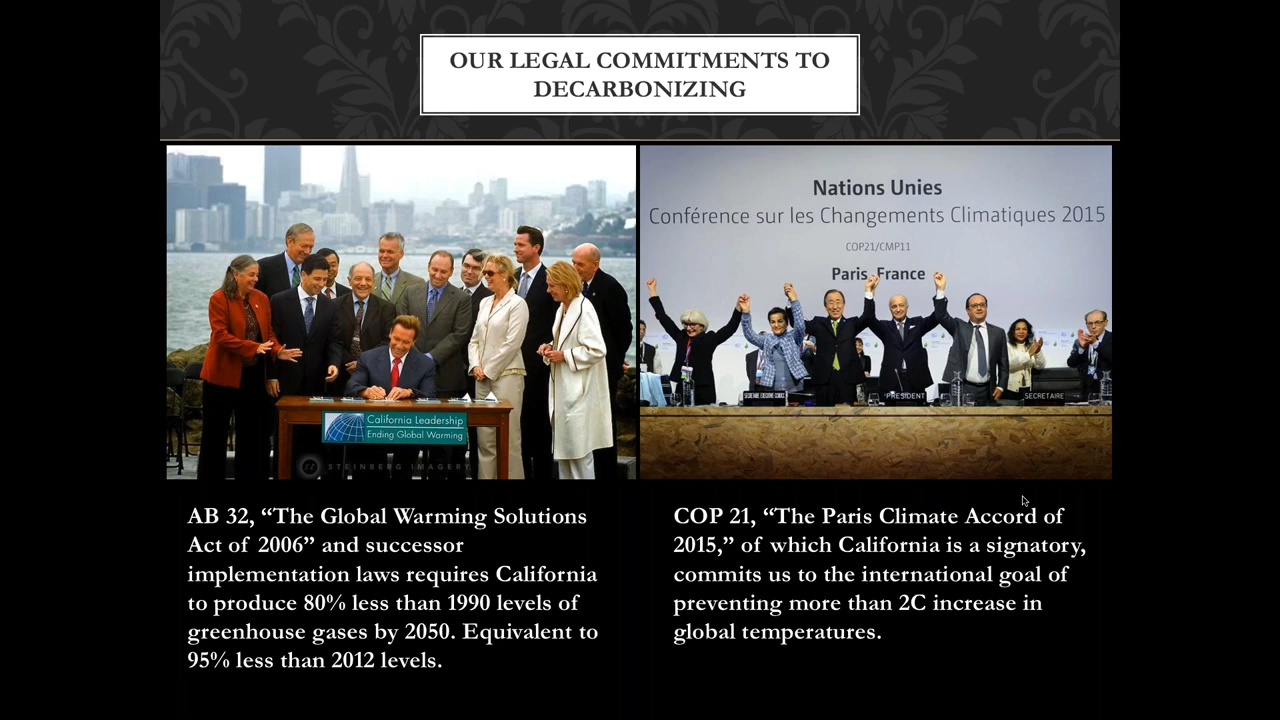 OUR LEGAL COMMITMENTS TO
DECARBONIZING
California Leadership
Ending Global Warming
STEINBERG IMAGERY
Nations Unies
Conférence sur les Changements Climatiques 2015
COP21/CMP11
Paris, France
PRESIDENT
SECRETAIRE
AB 32, “The Global Warming Solutions
Act of 2006” and successor
implementation laws requires California
to produce 80% less than 1990 levels of
greenhouse gases by 2050. Equivalent to
95% less than 2012 levels.
COP 21, “The Paris Climate Accord of
2015,” of which California is a signatory,
commits us to the international goal of
preventing more than 2C increase in
global temperatures.